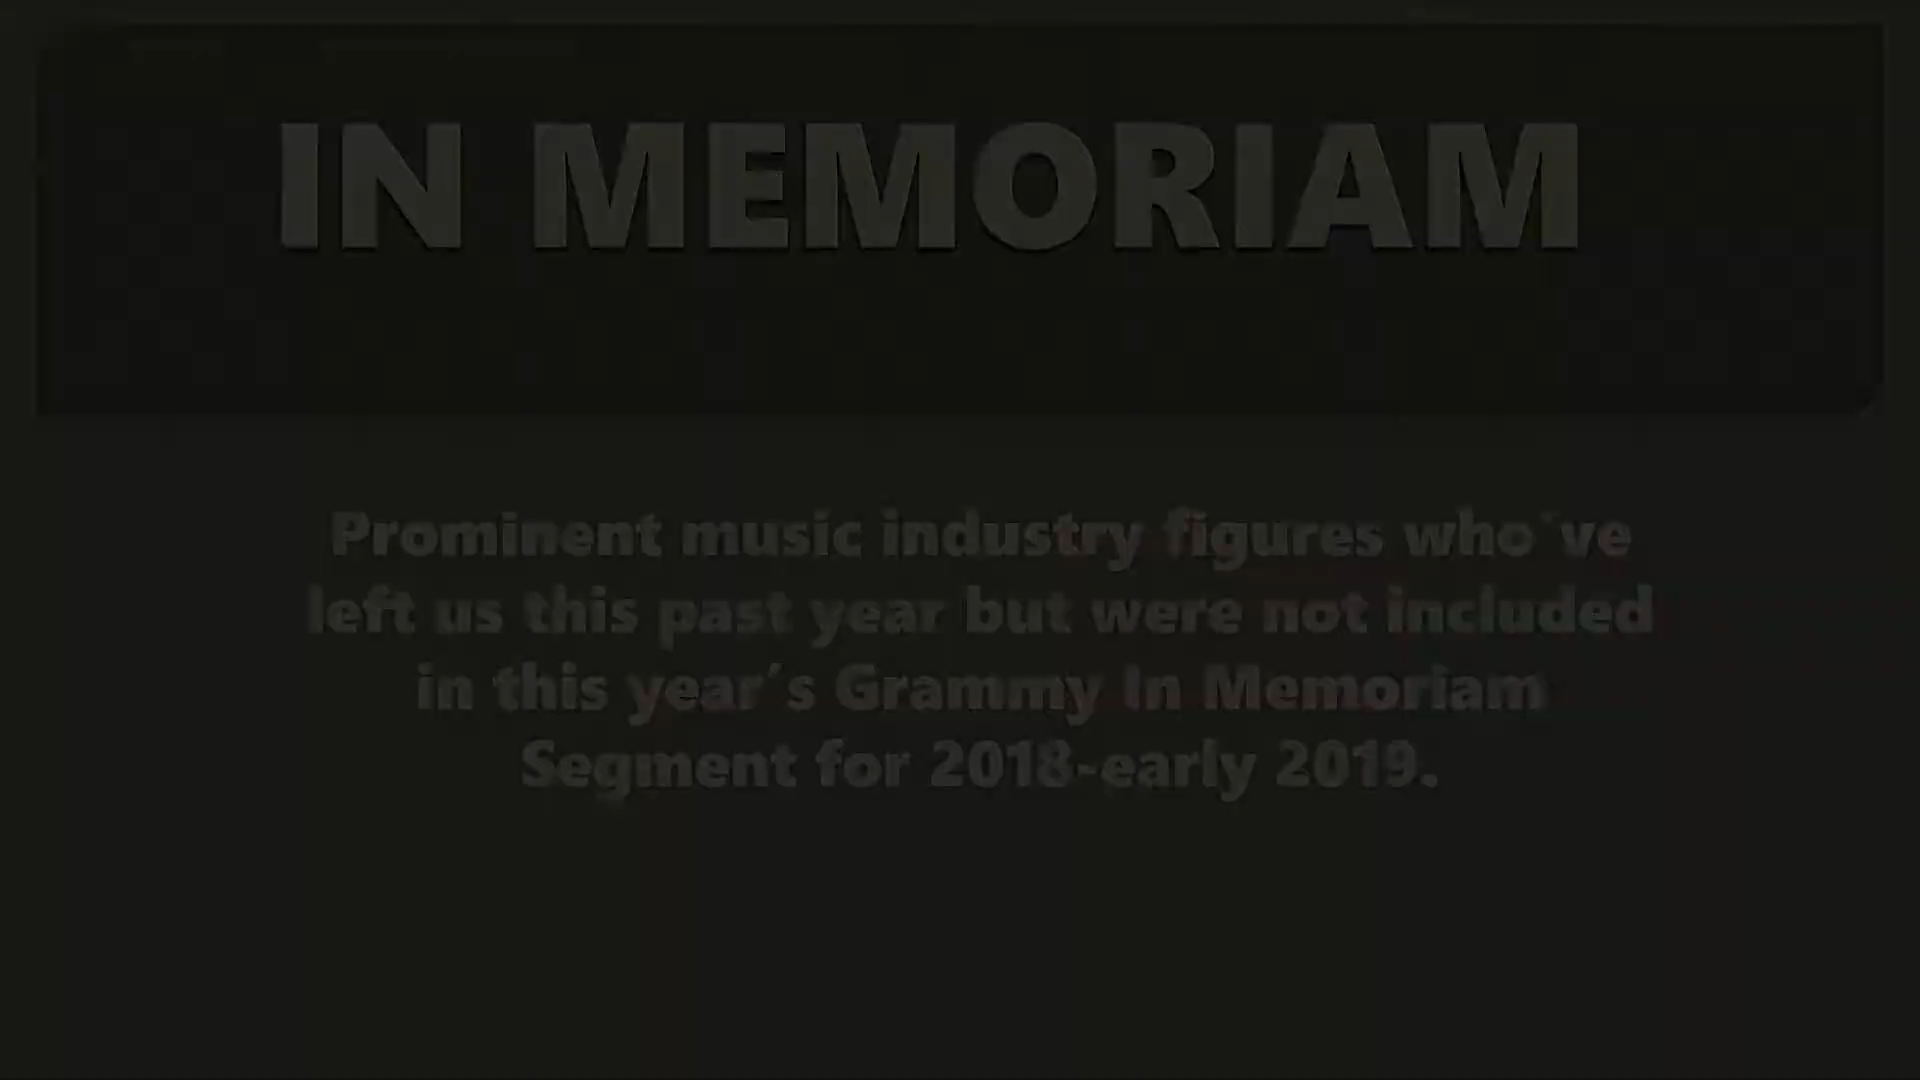 IN MEMORIAM
Prominent music industry figures who´ve
left us this past year but were not included
in this year´s Grammy In Memoriam
Segment for 2018-early 2019.